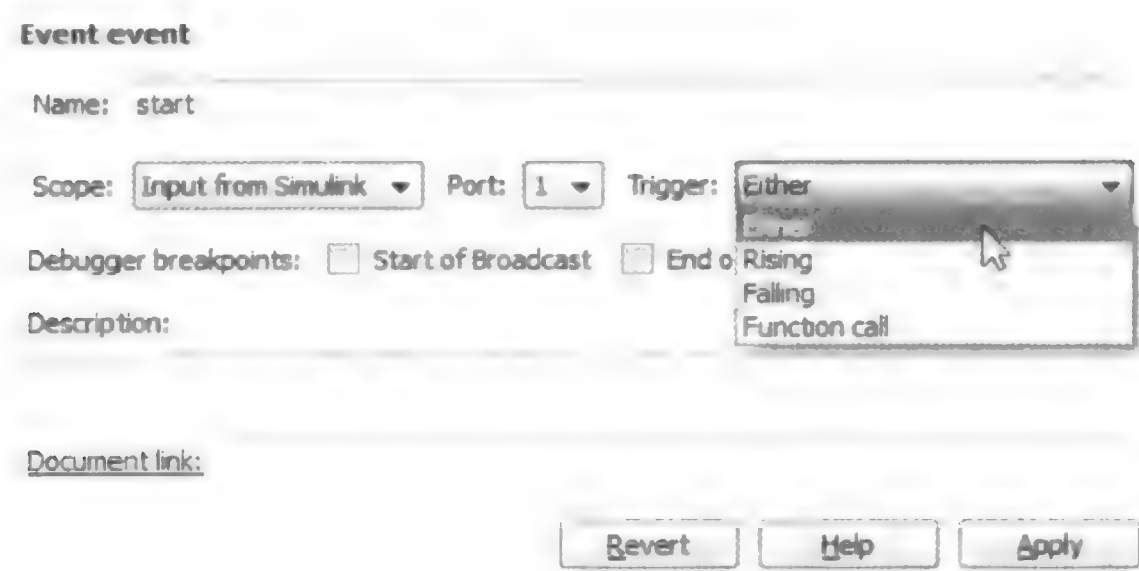 Event event
Name: start
Scope: Input from Simulink Port: 1 Trigger: Either
Debugger breakpoints: Start of Broadcast End o
Rising
Falling
Function call
Description:
Document link:
Revert Help Apply